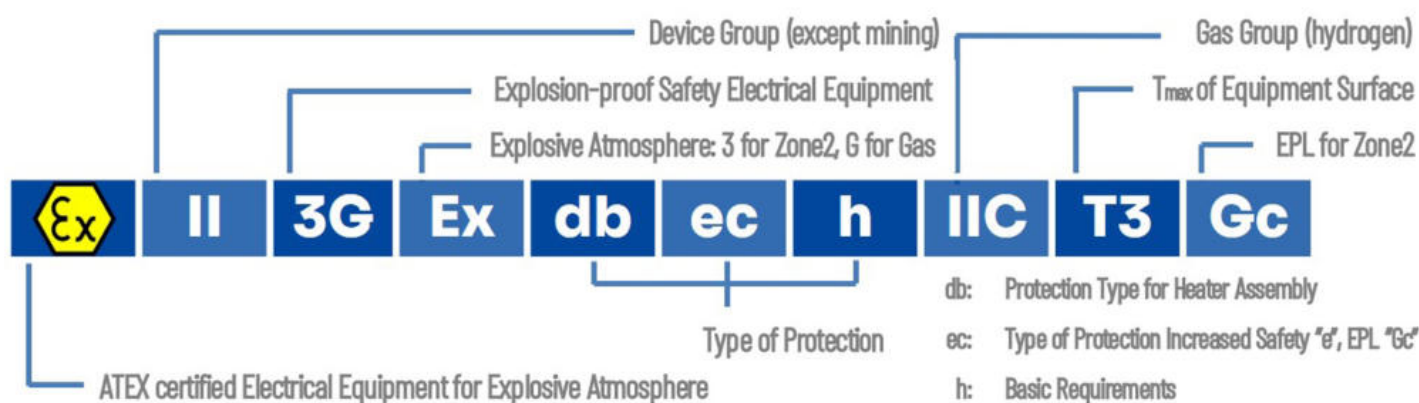 Device Group (except mining)
Gas Group (hydrogen)
Explosion-proof Safety Electrical Equipment
Tmax of Equipment Surface
Explosive Atmosphere: 3 for Zone2, G for Gas
EPL for Zone2
Ex II 3G Ex db ec h IIC T3 Gc
db: Protection Type for Heater Assembly
Type of Protection
ec: Type of Protection Increased Safety "e", EPL "Gc"
ATEX certified Electrical Equipment for Explosive Atmosphere
h: Basic Requirements